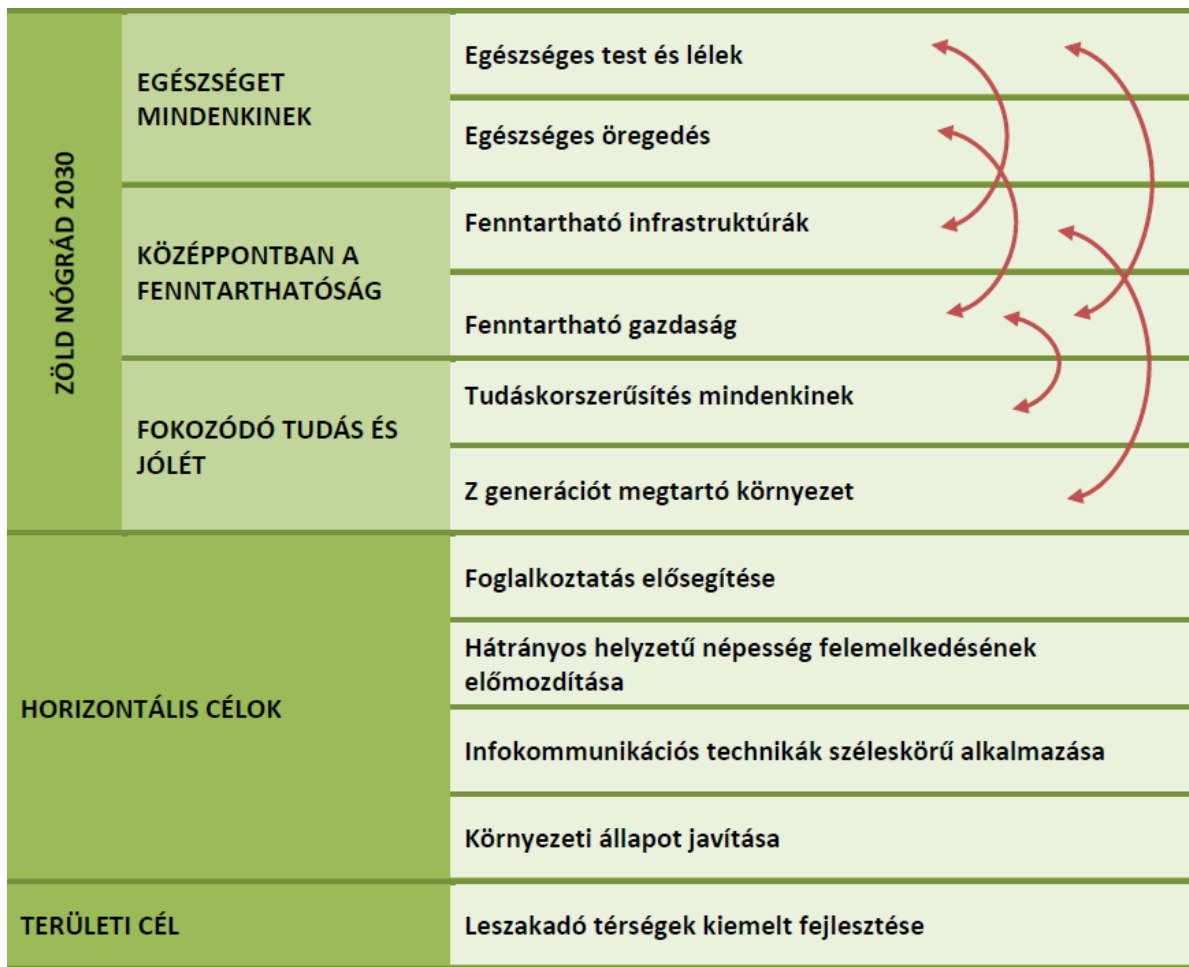 ZÖLD NÓGRÁD 2030
EGÉSZSÉGET
MINDENKINEK
Egészséges test és lélek
Egészséges öregedés
KÖZÉPPONTBAN A
FENNTARTHATÓSÁG
Fenntartható infrastruktúrák
Fenntartható gazdaság
FOKOZÓDÓ TUDÁS ÉS
JÓLÉT
Tudáskorszerűsítés mindenkinek
Z generációt megtartó környezet
HORIZONTÁLIS CÉLOK
Foglalkoztatás elősegítése
Hátrányos helyzetű népesség felemelkedésének
előmozdítása
Infokommunikációs technikák széleskörű alkalmazása
Környezeti állapot javítása
TERÜLETI CÉL
Leszakadó térségek kiemelt fejlesztése